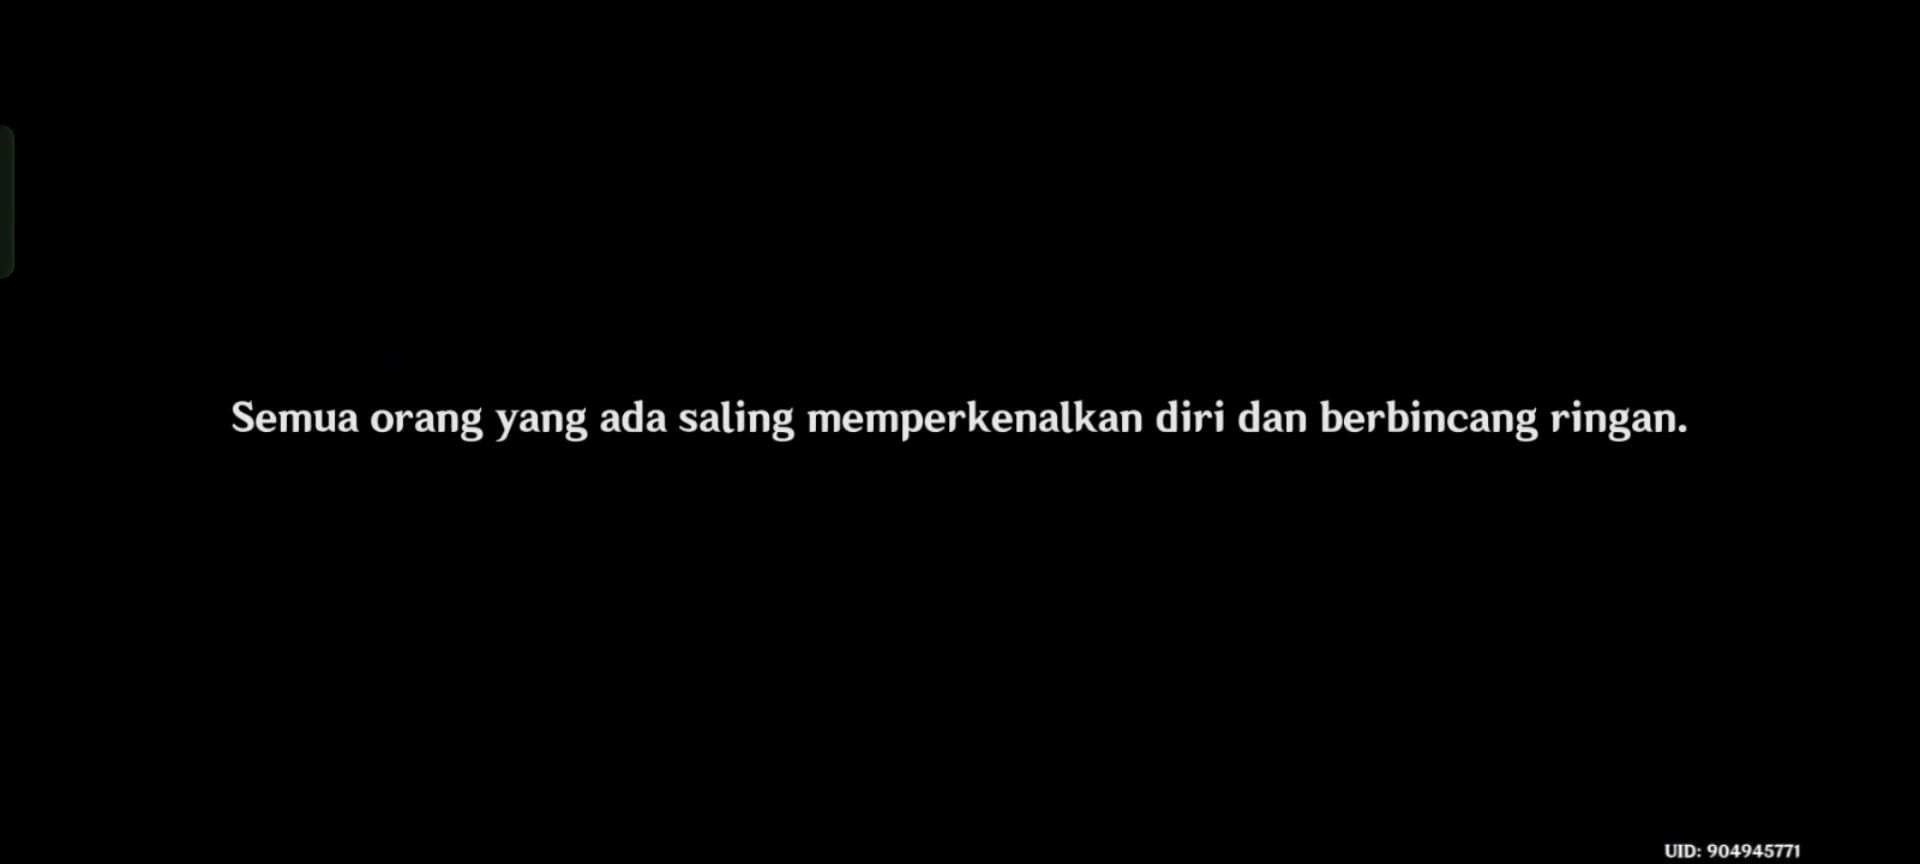 Semua orang yang ada saling memperkenalkan diri dan berbincang ringan.
UID: 904945771